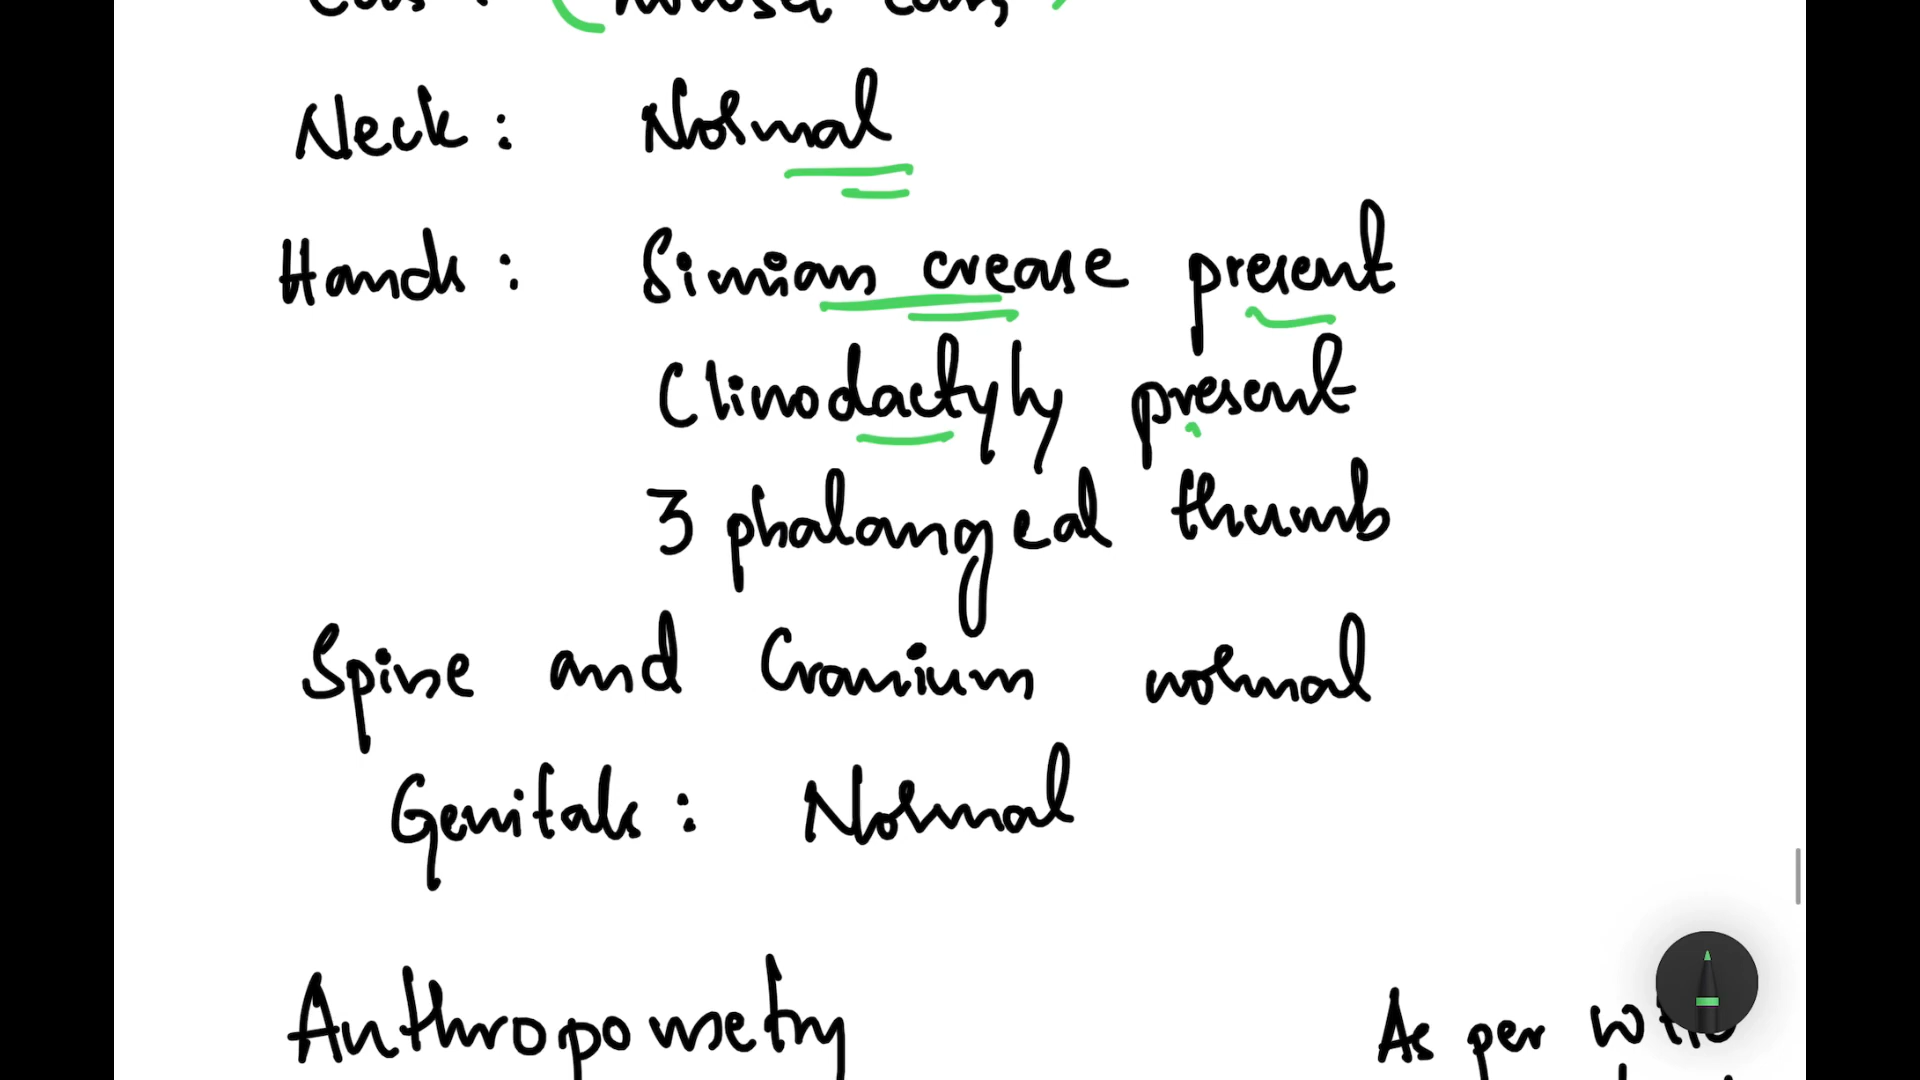 Neck : Normal
Hands : Simian crease present
Clinodactyly present
3 phalangeal thumb
Spine and Cranium normal
Genitals : Normal
Anthropometry
As per